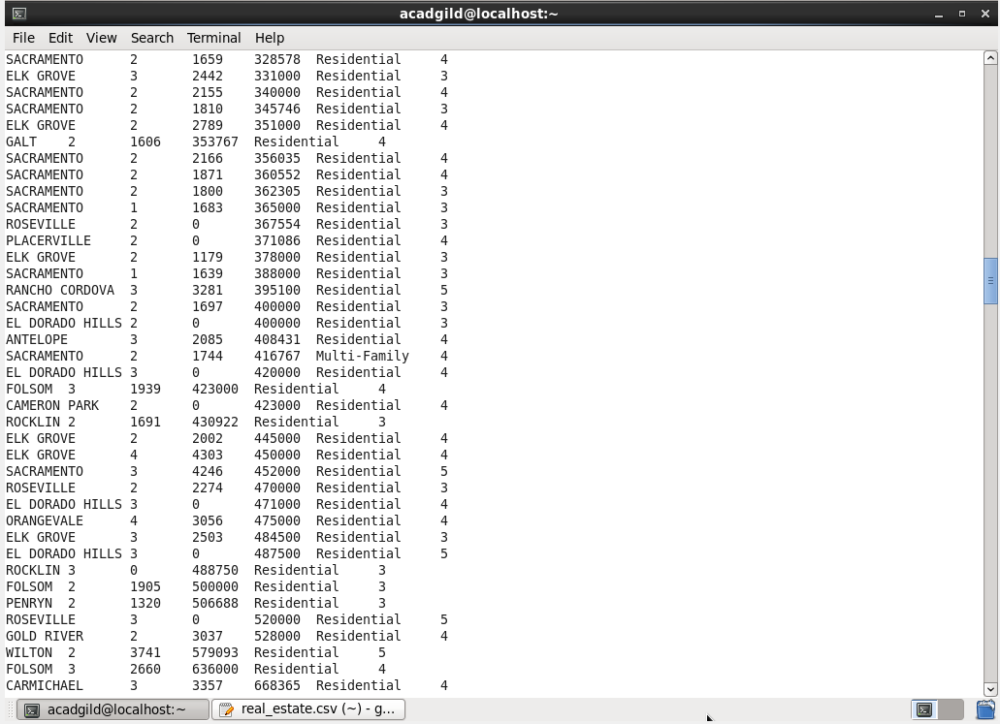 acadgild@localhost:~
File Edit View Search Terminal Help
SACRAMENTO 2 1659 328578 Residential 4
ELK GROVE 3 2442 331000 Residential 3
SACRAMENTO 2 2155 340000 Residential 4
SACRAMENTO 2 1810 345746 Residential 3
ELK GROVE 2 2789 351000 Residential 4
GALT 2 1606 353767 Residential 4
SACRAMENTO 2 2166 356035 Residential 4
SACRAMENTO 2 1871 360552 Residential 4
SACRAMENTO 2 1800 362305 Residential 3
SACRAMENTO 1 1683 365000 Residential 3
ROSEVILLE 2 0 367554 Residential 3
PLACERVILLE 2 0 371086 Residential 4
ELK GROVE 2 1179 378000 Residential 3
SACRAMENTO 1 1639 388000 Residential 3
RANCHO CORDOVA 3 3281 395100 Residential 5
SACRAMENTO 2 1697 400000 Residential 3
EL DORADO HILLS 2 0 400000 Residential 3
ANTELOPE 3 2085 408431 Residential 4
SACRAMENTO 2 1744 416767 Multi-Family 4
EL DORADO HILLS 3 0 420000 Residential 4
FOLSOM 3 1939 423000 Residential 4
CAMERON PARK 2 0 423000 Residential 4
ROCKLIN 2 1691 430922 Residential 3
ELK GROVE 2 2002 445000 Residential 4
ELK GROVE 4 4303 450000 Residential 4
SACRAMENTO 3 4246 452000 Residential 5
ROSEVILLE 2 2274 470000 Residential 3
EL DORADO HILLS 3 0 471000 Residential 4
ORANGEVALE 4 3056 475000 Residential 4
ELK GROVE 3 2503 484500 Residential 3
EL DORADO HILLS 3 0 487500 Residential 5
ROCKLIN 3 0 488750 Residential 3
FOLSOM 2 1905 500000 Residential 3
PENRYN 2 1320 506688 Residential 3
ROSEVILLE 3 0 520000 Residential 5
GOLD RIVER 2 3037 528000 Residential 4
WILTON 2 3741 579093 Residential 5
FOLSOM 3 2660 636000 Residential 4
CARMICHAEL 3 3357 668365 Residential 4
acadgild@localhost:~ real_estate.csv (~) - g...